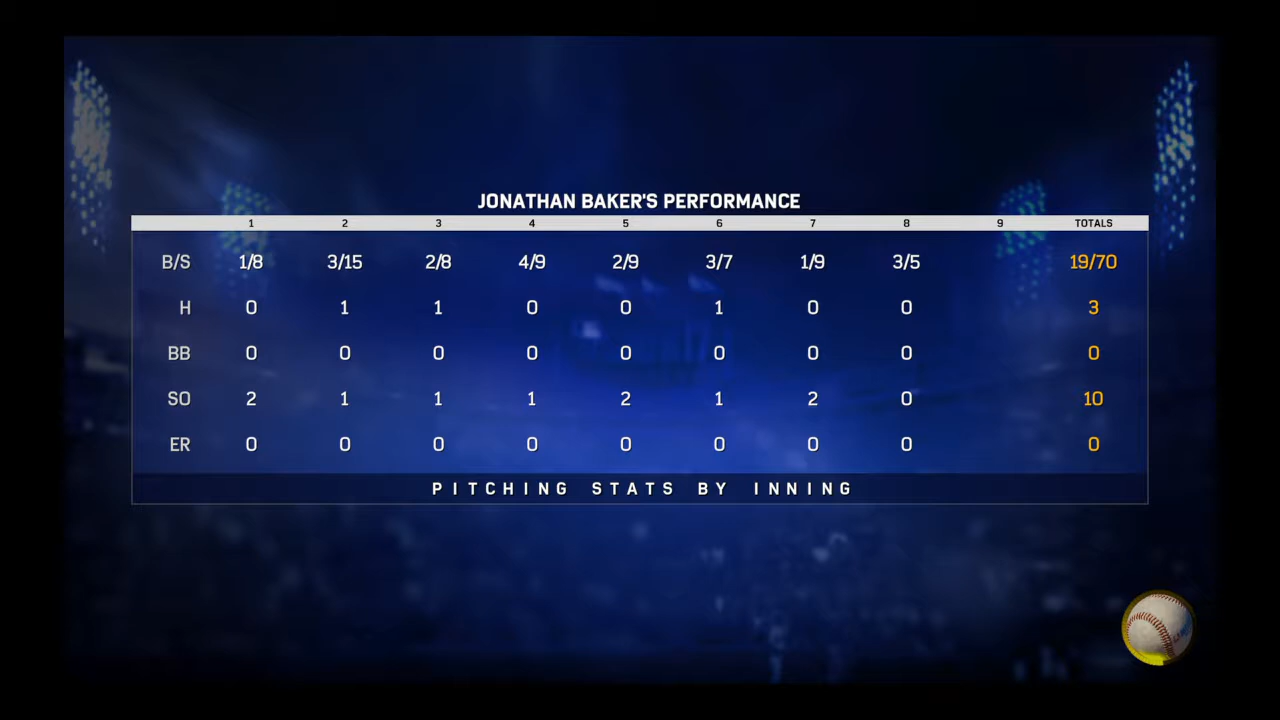 JONATHAN BAKER'S PERFORMANCE
1 2 3 4 5 6 7 8 9 TOTALS
B/S 1/8 3/15 2/8 4/9 2/9 3/7 1/9 3/5 19/70
H 0 1 1 0 0 1 0 0 3
BB 0 0 0 0 0 0 0 0 0
SO 2 1 1 1 2 1 2 0 10
ER 0 0 0 0 0 0 0 0 0
PITCHING STATS BY INNING